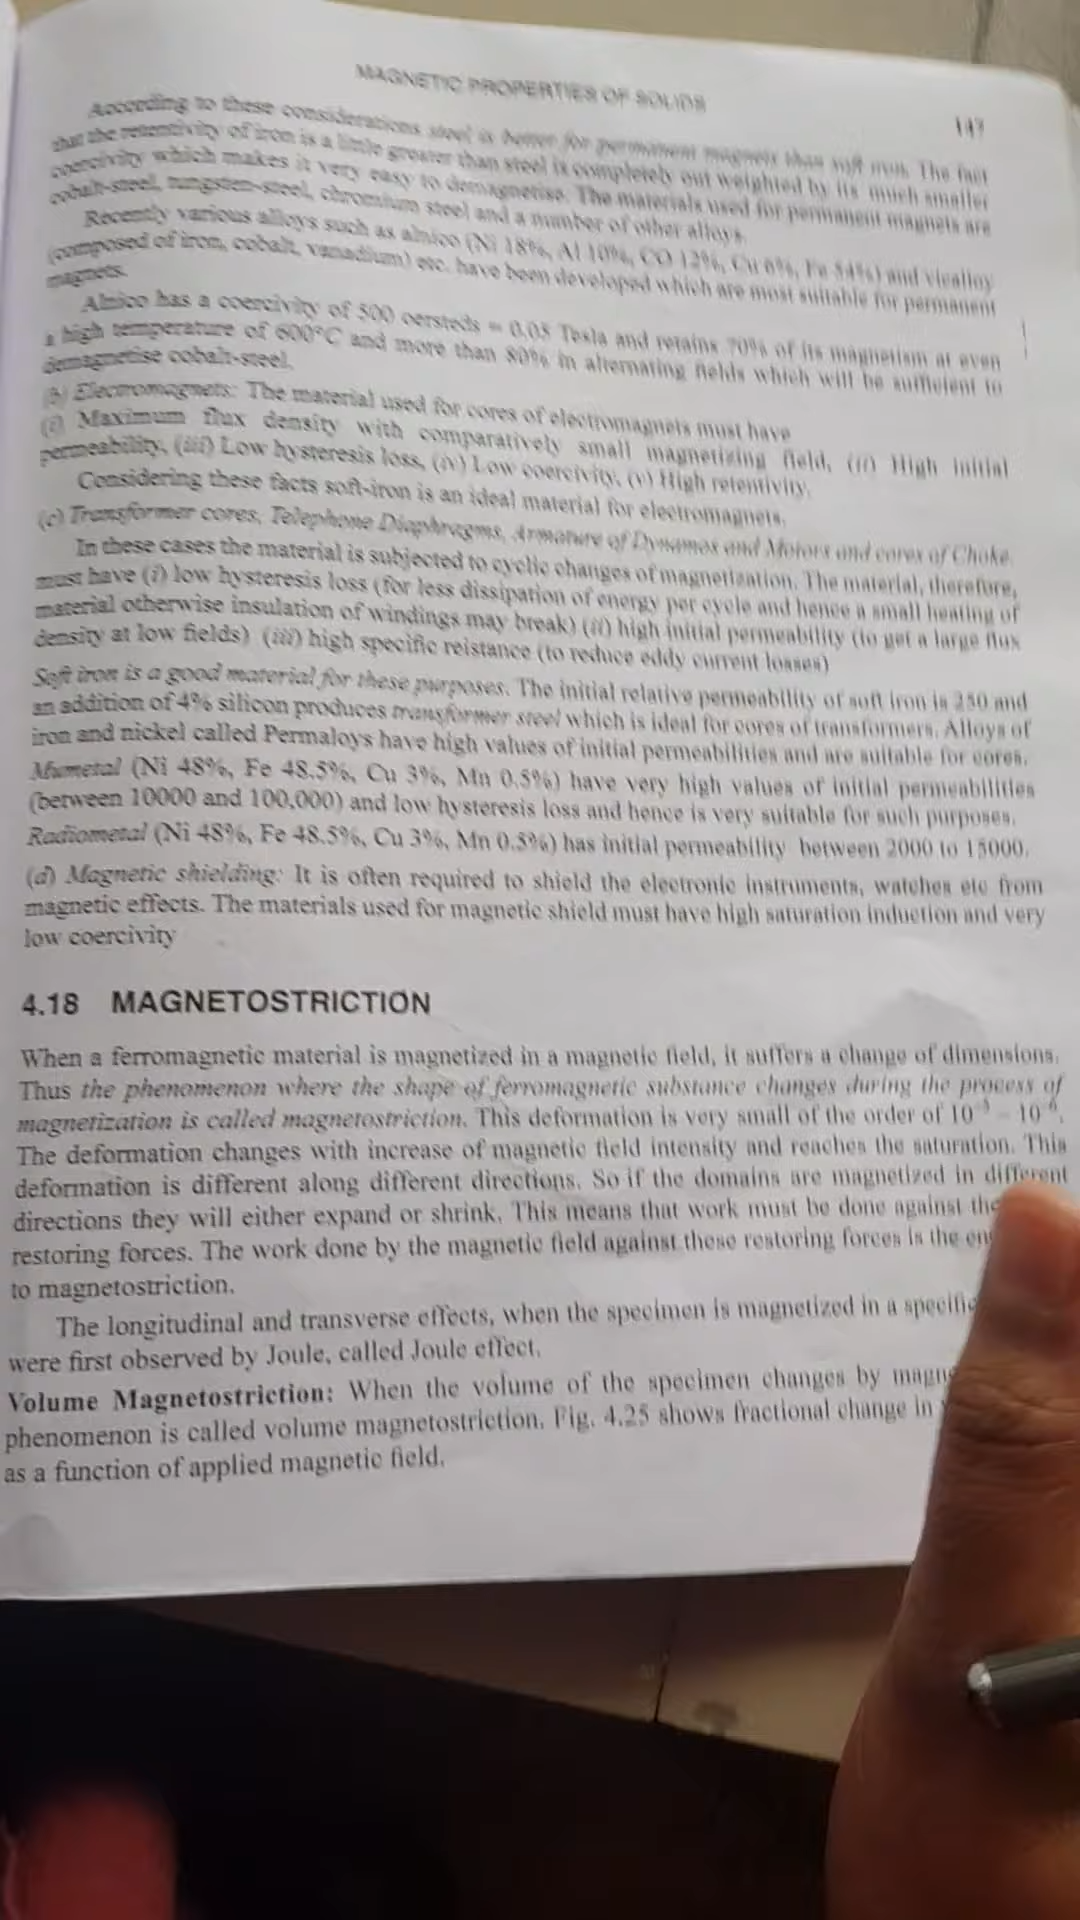 MAGNETIC PROPERTIES OF SOLIDS
147
According to these considerations steel is better for permanent magnets than soft iron. The fact
that the retentivity of iron is a little greater than steel is completely out weighted by its much smaller
coercivity which makes it very easy to demagnetise. The materials used for permanent magnets are
cobalt-steel, tungsten-steel, chromium steel and a number of other alloys.
Recently various alloys such as alnico (Ni 18%, Al 10%, CO 12%, Cu 6%, Fe 54%) and vicalloy
(composed of iron, cobalt, vanadium) etc. have been developed which are most suitable for permanent
magnets.
Alnico has a coercivity of 500 oersteds = 0.05 Tesla and retains 70% of its magnetism at even
a high temperature of 600°C and more than 80% in alternating fields which will be sufficient to
demagnetise cobalt-steel.
(b) Electromagnets: The material used for cores of electromagnets must have
(i) Maximum flux density with comparatively small magnetizing field, (ii) High initial
permeability, (iii) Low hysteresis loss, (iv) Low coercivity, (v) High retentivity.
Considering these facts soft-iron is an ideal material for electromagnets.
(c) Transformer cores, Telephone Diaphragms, Armature of Dynamos and Motors and cores of Choke.
In these cases the material is subjected to cyclic changes of magnetization. The material, therefore,
must have (i) low hysteresis loss (for less dissipation of energy per cycle and hence a small heating of
material otherwise insulation of windings may break) (ii) high initial permeability (to get a large flux
density at low fields) (iii) high specific reistance (to reduce eddy current losses)
Soft iron is a good material for these purposes. The initial relative permeability of soft iron is 250 and
an addition of 4% silicon produces transformer steel which is ideal for cores of transformers. Alloys of
iron and nickel called Permaloys have high values of initial permeabilities and are suitable for cores.
Mumetal (Ni 48%, Fe 48.5%, Cu 3%, Mn 0.5%) have very high values of initial permeabilities
(between 10000 and 100,000) and low hysteresis loss and hence is very suitable for such purposes.
Radiometal (Ni 48%, Fe 48.5%, Cu 3%, Mn 0.5%) has initial permeability between 2000 to 15000.
(d) Magnetic shielding: It is often required to shield the electronic instruments, watches etc from
magnetic effects. The materials used for magnetic shield must have high saturation induction and very
low coercivity
4.18 MAGNETOSTRICTION
When a ferromagnetic material is magnetized in a magnetic field, it suffers a change of dimensions.
Thus the phenomenon where the shape of ferromagnetic substance changes during the process of
magnetization is called magnetostriction. This deformation is very small of the order of 10⁻⁵ – 10⁻⁶.
The deformation changes with increase of magnetic field intensity and reaches the saturation. This
deformation is different along different directions. So if the domains are magnetized in different
directions they will either expand or shrink. This means that work must be done against the
restoring forces. The work done by the magnetic field against these restoring forces is the en
to magnetostriction.
The longitudinal and transverse effects, when the specimen is magnetized in a specific
were first observed by Joule, called Joule effect.
Volume Magnetostriction: When the volume of the specimen changes by magne
phenomenon is called volume magnetostriction. Fig. 4.25 shows fractional change in
as a function of applied magnetic field.